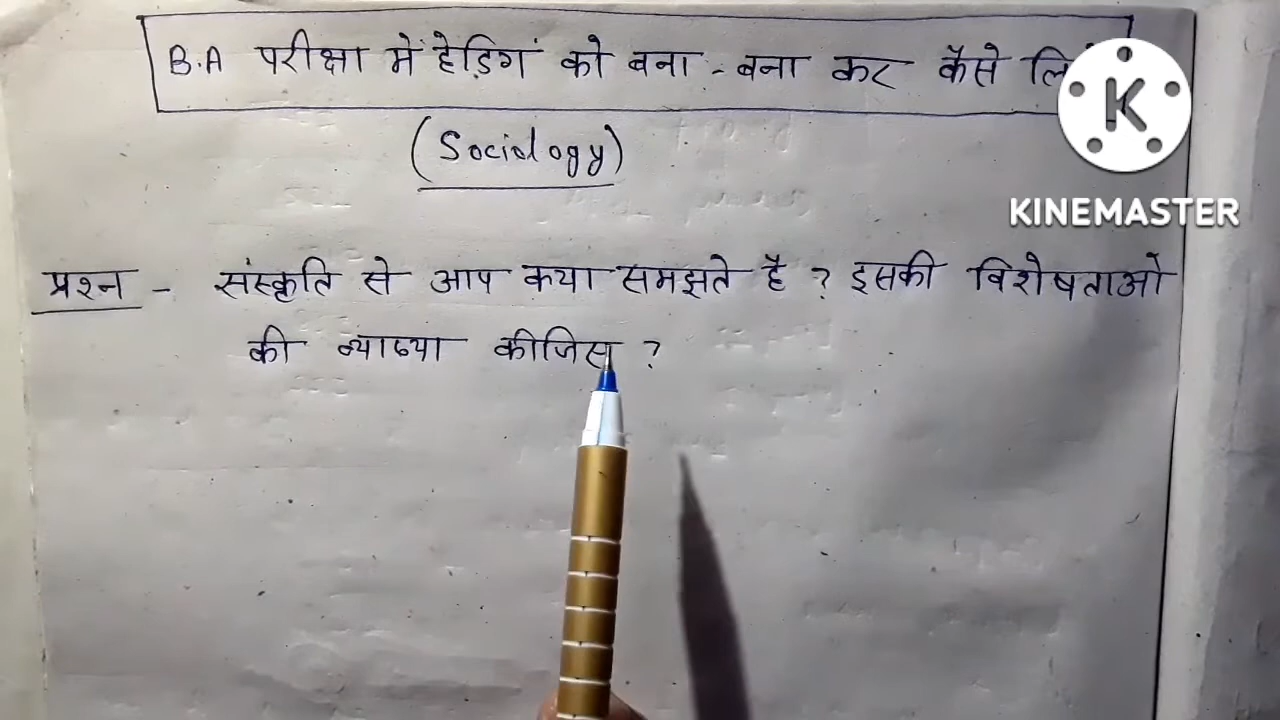 B.A परीक्षा में हेडिगं को बना - बना कर कैसे
(Sociology)
प्रश्न - संस्कृति से आप क्या समझते है ? इसकी विशेषताओ
की व्याख्या कीजिए ?
K
KINEMASTER